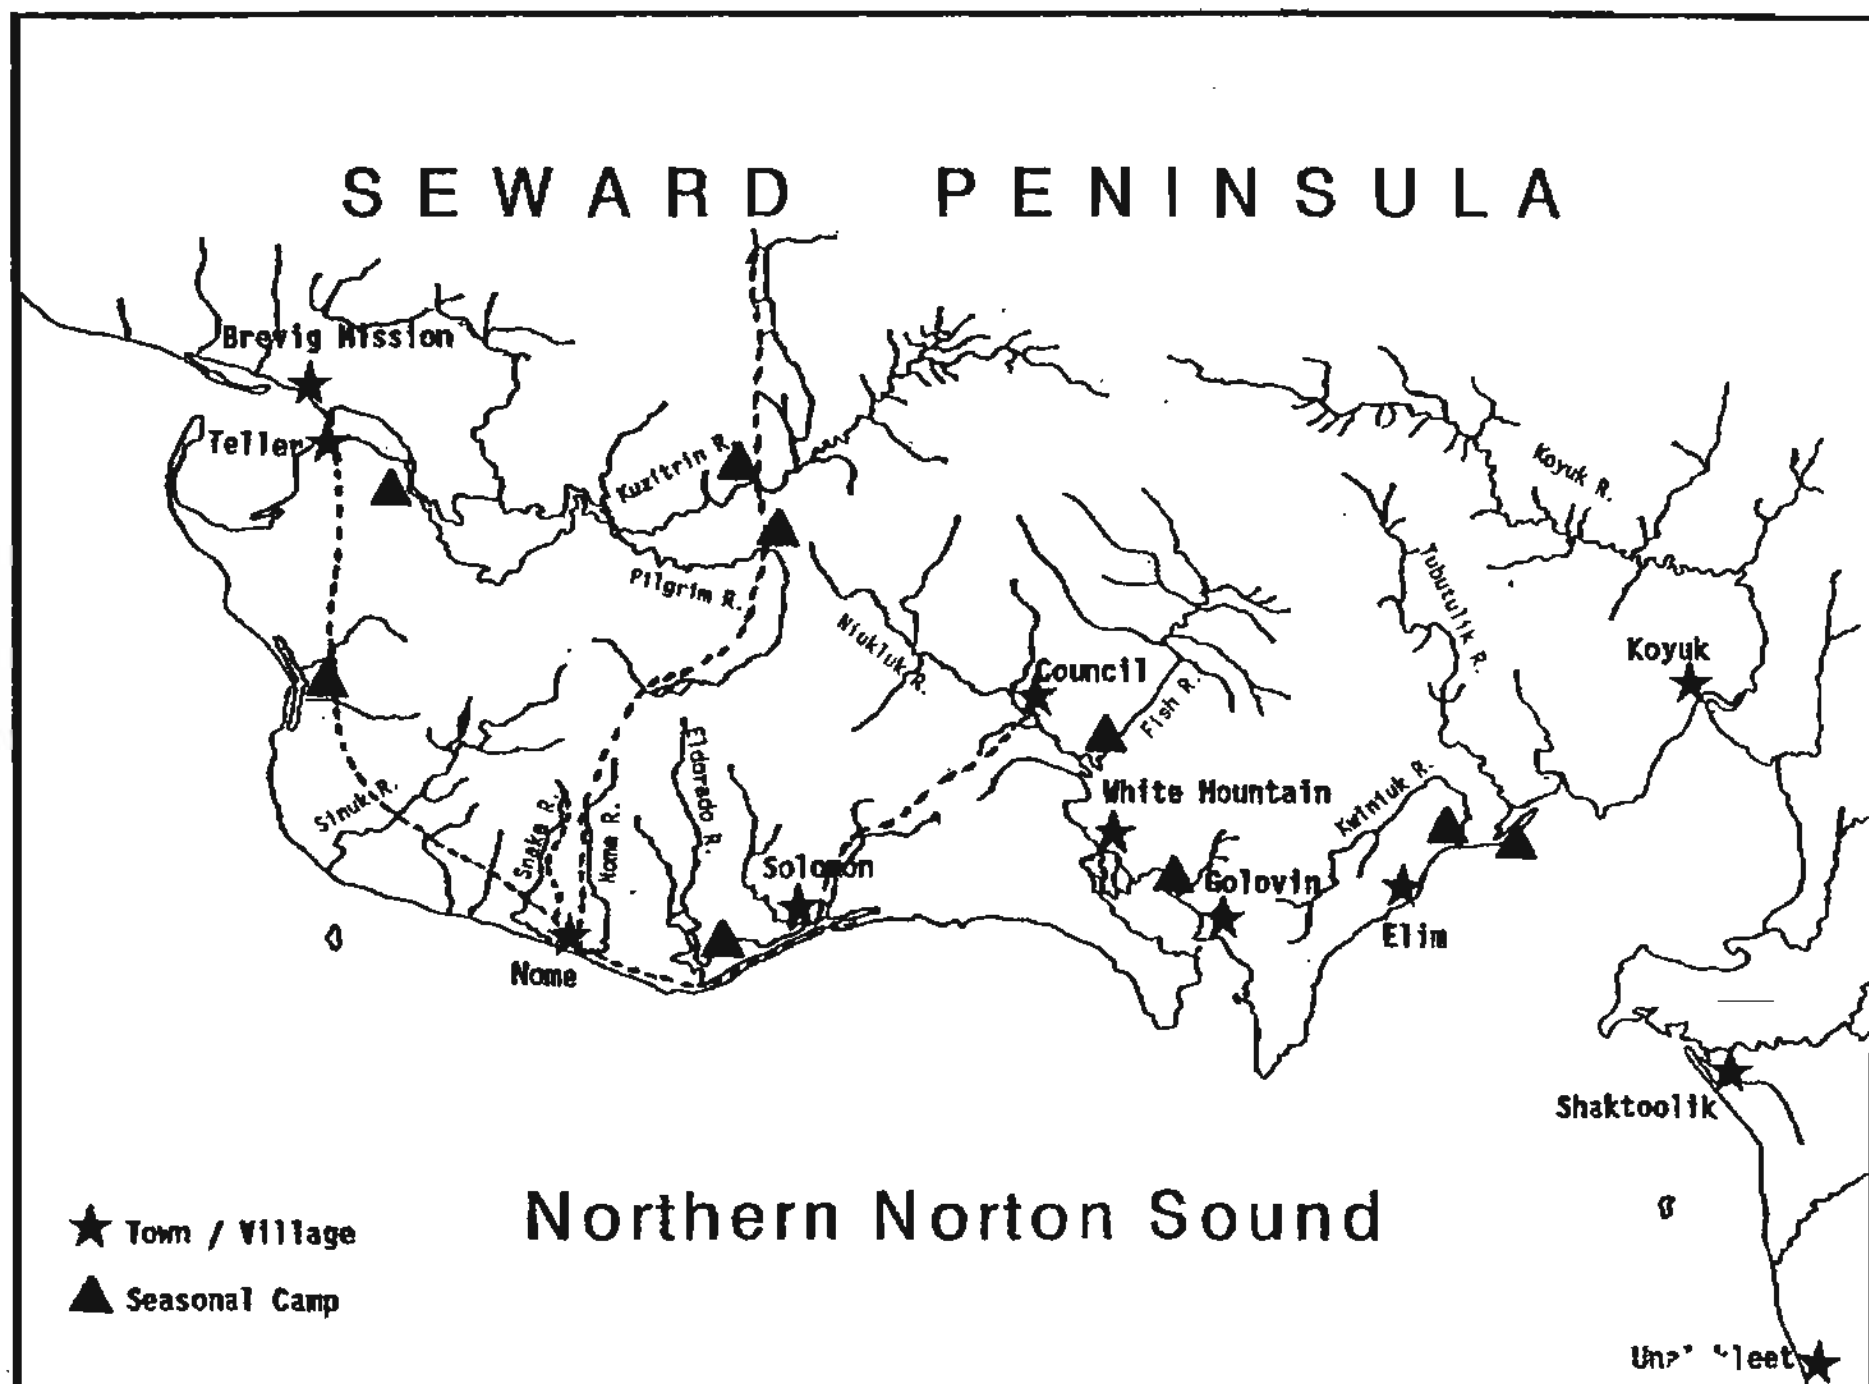 SEWARD PENINSULA
Brevig Mission
Teller
Kuzitrin R.
Koyuk R.
Pilgrim R.
Tubutulik R.
Niukluk R.
Koyuk
Council
Fish R.
Eldorado R.
Sinuk R.
Snake R.
Nome R.
White Mountain
Kwiniuk R.
Solomon
Golovin
Elim
Nome
Shaktoolik
Northern Norton Sound
Town / Village
Seasonal Camp